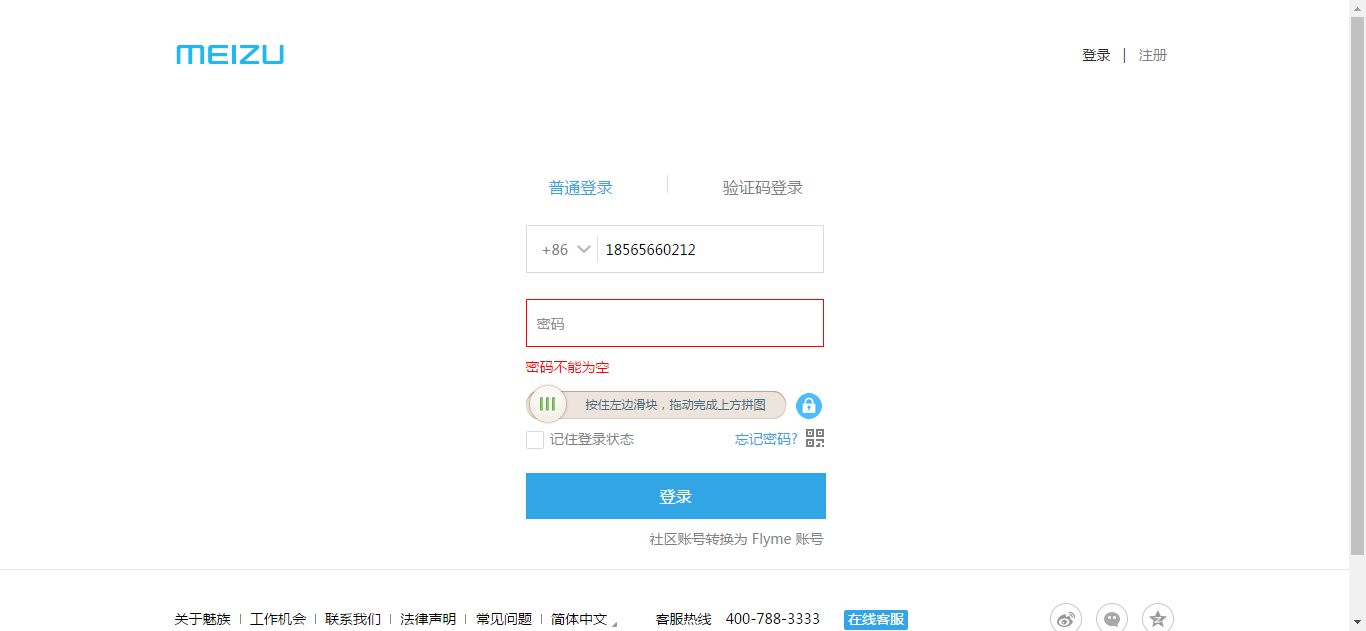 MEIZU
登录 | 注册
普通登录 验证码登录
+86 18565660212
密码
密码不能为空
按住左边滑块，拖动完成上方拼图
记住登录状态 忘记密码?
登录
社区账号转换为 Flyme 账号
关于魅族 | 工作机会 | 联系我们 | 法律声明 | 常见问题 | 简体中文 客服热线 400-788-3333 在线客服